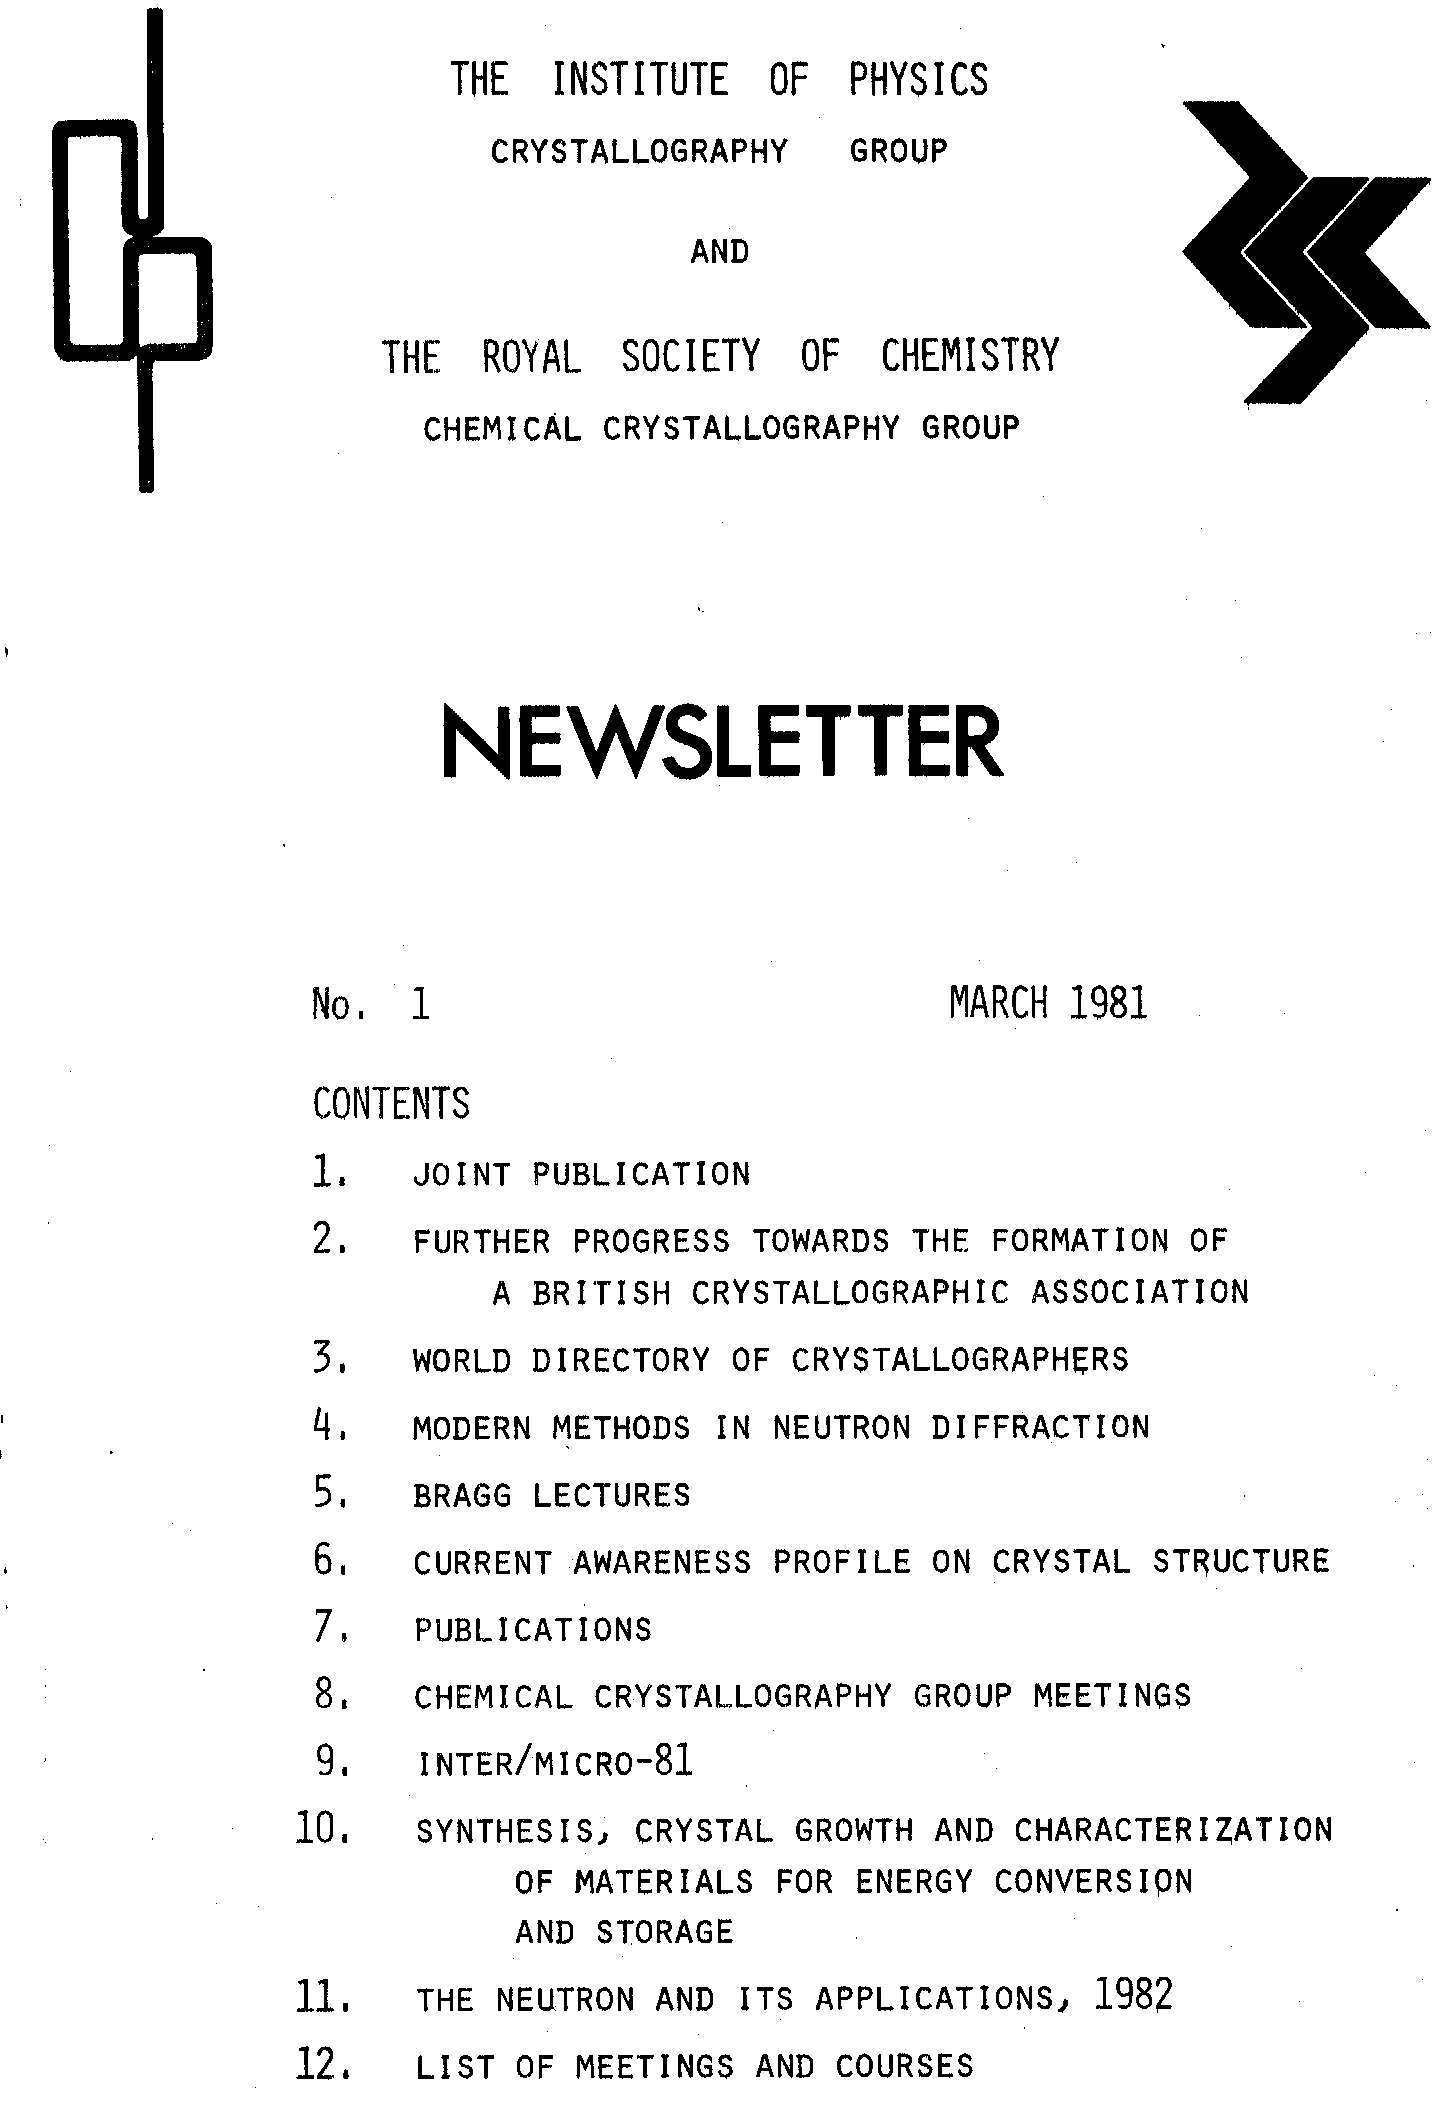 THE INSTITUTE OF PHYSICS
CRYSTALLOGRAPHY GROUP
AND
THE ROYAL SOCIETY OF CHEMISTRY
CHEMICAL CRYSTALLOGRAPHY GROUP
NEWSLETTER
No. 1 MARCH 1981
CONTENTS
1. JOINT PUBLICATION
2. FURTHER PROGRESS TOWARDS THE FORMATION OF
A BRITISH CRYSTALLOGRAPHIC ASSOCIATION
3. WORLD DIRECTORY OF CRYSTALLOGRAPHERS
4. MODERN METHODS IN NEUTRON DIFFRACTION
5. BRAGG LECTURES
6. CURRENT AWARENESS PROFILE ON CRYSTAL STRUCTURE
7. PUBLICATIONS
8. CHEMICAL CRYSTALLOGRAPHY GROUP MEETINGS
9. INTER/MICRO-81
10. SYNTHESIS, CRYSTAL GROWTH AND CHARACTERIZATION
OF MATERIALS FOR ENERGY CONVERSION
AND STORAGE
11. THE NEUTRON AND ITS APPLICATIONS, 1982
12. LIST OF MEETINGS AND COURSES